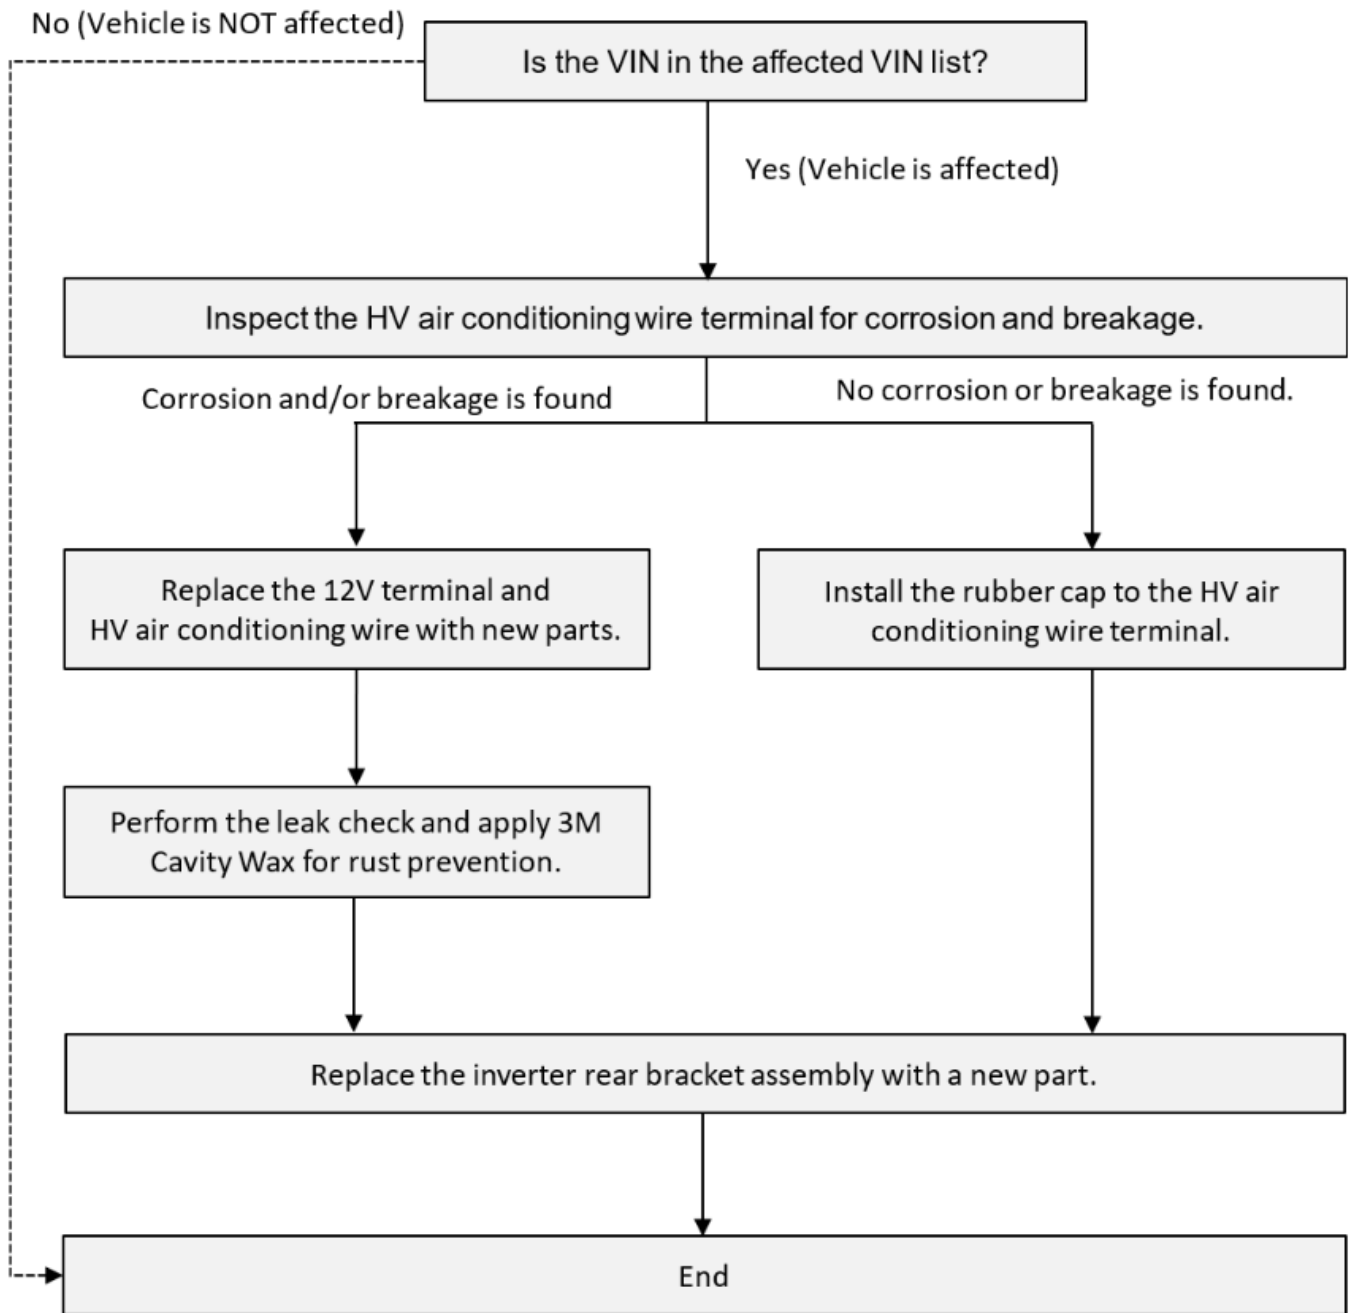 No (Vehicle is NOT affected)
Is the VIN in the affected VIN list?
Yes (Vehicle is affected)
Inspect the HV air conditioning wire terminal for corrosion and breakage.
Corrosion and/or breakage is found
No corrosion or breakage is found.
Replace the 12V terminal and
HV air conditioning wire with new parts.
Install the rubber cap to the HV air
conditioning wire terminal.
Perform the leak check and apply 3M
Cavity Wax for rust prevention.
Replace the inverter rear bracket assembly with a new part.
End